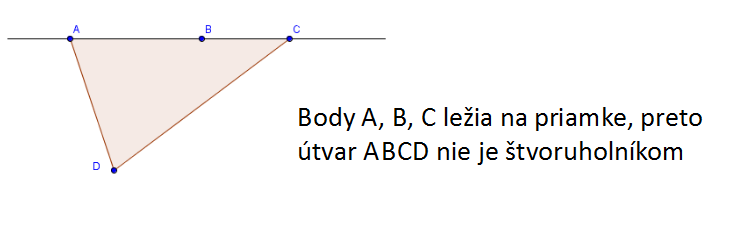 A B C
D
Body A, B, C ležia na priamke, preto
útvar ABCD nie je štvoruholníkom